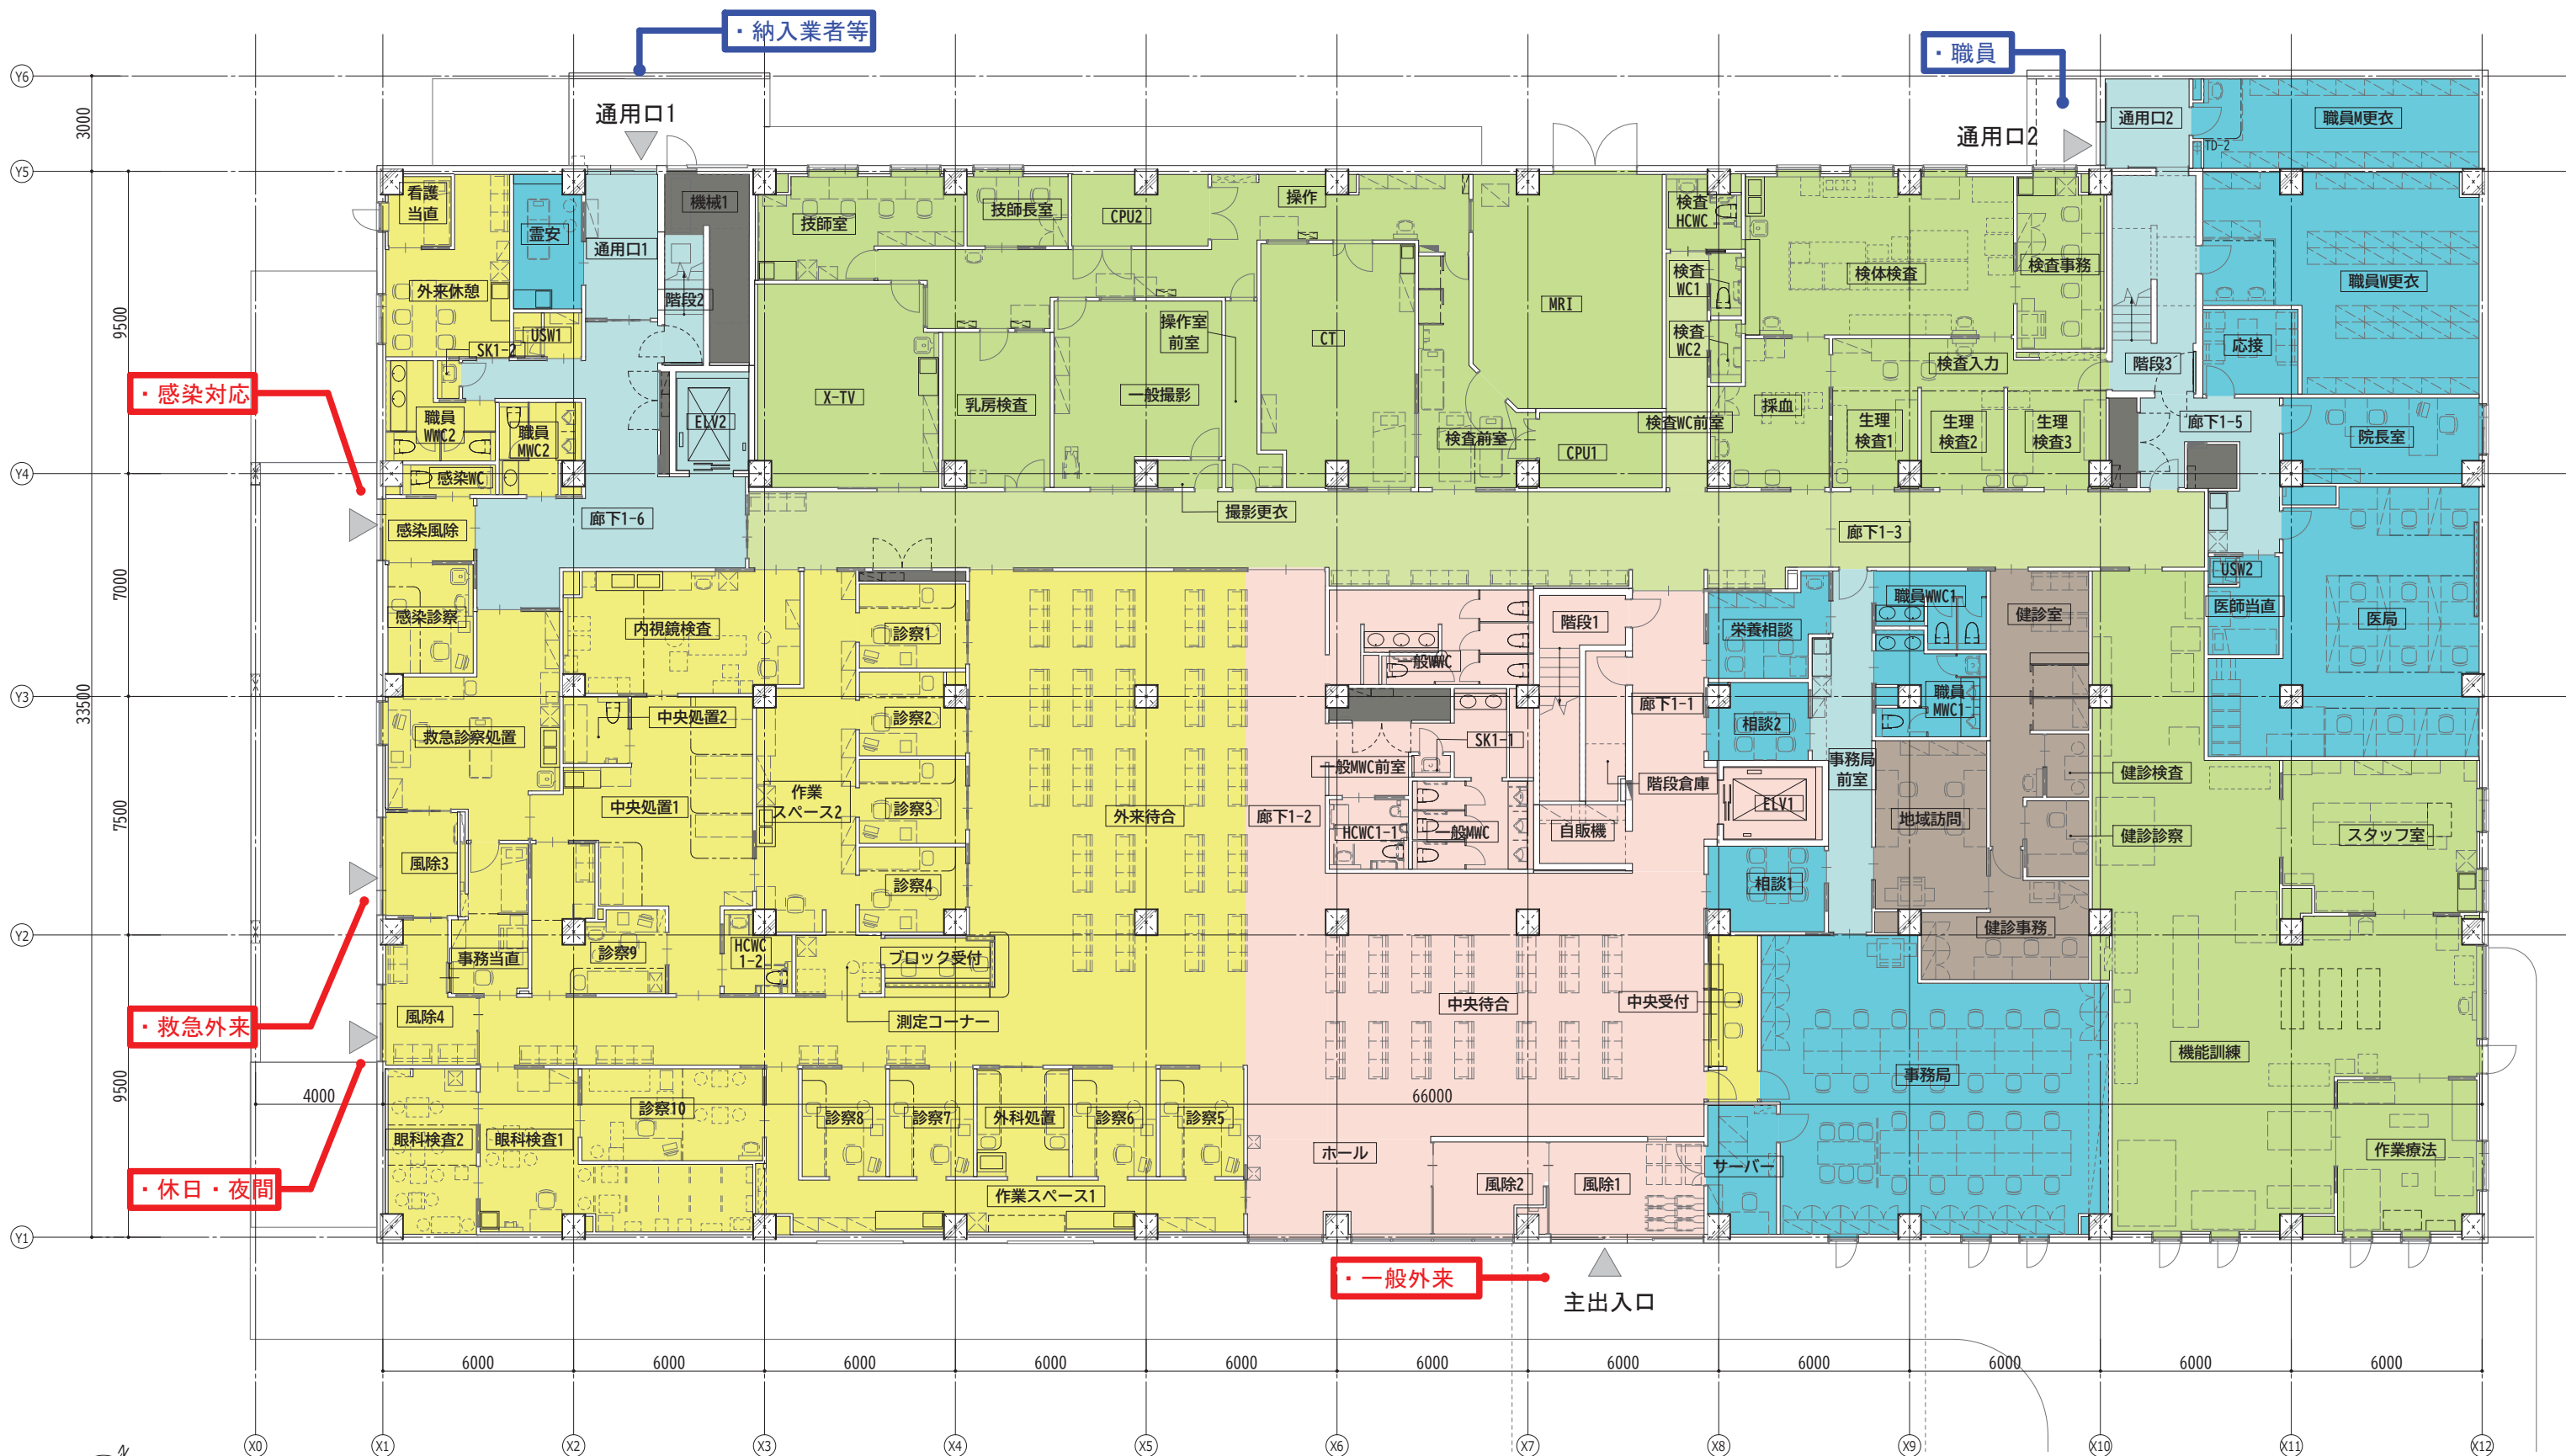 ・納入業者等
・職員
Y6
通用口1
3000
通用口2
通用口2
職員M更衣
TD-2
Y5
看護
当直
霊安
通用口1
機械1
技師室
技師長室
CPU2
操作
検査
HCWC
検体検査
検査事務
職員W更衣
外来休憩
階段2
MRI
検査
WC1
9500
USW1
SK1-2
操作室
前室
CT
検査
WC2
検査入力
階段3
応接
・感染対応
職員
WWC2
職員
MWC2
ELV2
X-TV
乳房検査
一般撮影
検査前室
CPU1
検査WC前室
採血
生理
検査1
生理
検査2
生理
検査3
廊下1-5
院長室
Y4
感染WC
感染風除
廊下1-6
撮影更衣
廊下1-3
7000
感染診察
内視鏡検査
診察1
一般WWC
階段1
栄養相談
職員WWC1
健診室
USW2
医師当直
医局
Y3
33500
救急診察処置
中央処置2
診察2
SK1-1
廊下1-1
相談2
職員
MWC1
7500
中央処置1
作業
スペース2
診察3
外来待合
廊下1-2
一般MWC前室
HCWC1-1
一般MWC
自販機
階段倉庫
ELV1
事務局
前室
地域訪問
健診検査
健診診察
スタッフ室
風除3
診察4
相談1
Y2
事務当直
診察9
HCWC
1-2
ブロック受付
健診事務
・救急外来
風除4
測定コーナー
中央待合
中央受付
機能訓練
9500
4000
66000
事務局
・休日・夜間
眼科検査2
眼科検査1
診察10
診察8
診察7
外科処置
診察6
診察5
ホール
風除2
風除1
サーバー
作業療法
作業スペース1
Y1
・一般外来
主出入口
6000
6000
6000
6000
6000
6000
6000
6000
6000
6000
6000
N
X0
X1
X2
X3
X4
X5
X6
X7
X8
X9
X10
X11
X12